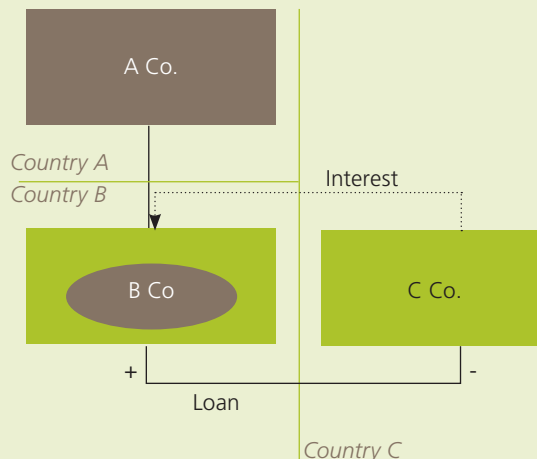 A Co.
Country A
Country B
Interest
B Co
C Co.
+
-
Loan
Country C